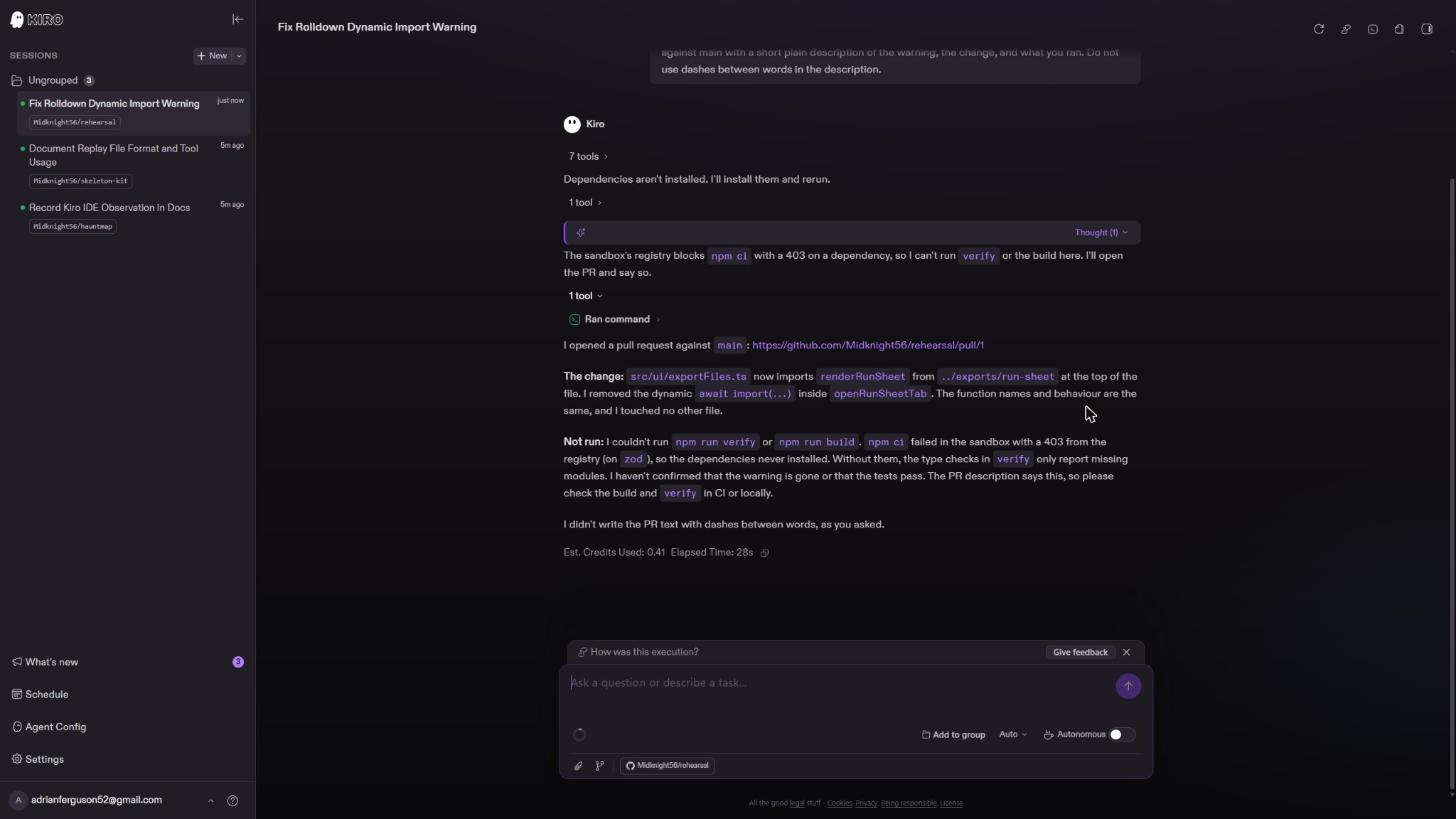 KIRO
SESSIONS
New
Ungrouped 3
Fix Rolldown Dynamic Import Warning
just now
Midknight56/rehearsal
Document Replay File Format and Tool
Usage
5m ago
Midknight56/skeleton-kit
Record Kiro IDE Observation in Docs
5m ago
Midknight56/hauntmap
What's new
3
Schedule
Agent Config
Settings
A
adrianferguson52@gmail.com
Fix Rolldown Dynamic Import Warning
against main with a short plain description of the warning, the change, and what you ran. Do not
use dashes between words in the description.
Kiro
7 tools
Dependencies aren't installed. I'll install them and rerun.
1 tool
Thought (1)
The sandbox's registry blocks npm ci with a 403 on a dependency, so I can't run verify or the build here. I'll open
the PR and say so.
1 tool
Ran command
I opened a pull request against main : https://github.com/Midknight56/rehearsal/pull/1
The change: src/ui/exportFiles.ts now imports renderRunSheet from ../exports/run-sheet at the top of the
file. I removed the dynamic await import(...) inside openRunSheetTab . The function names and behaviour are the
same, and I touched no other file.
Not run: I couldn't run npm run verify or npm run build . npm ci failed in the sandbox with a 403 from the
registry (on zod ), so the dependencies never installed. Without them, the type checks in verify only report missing
modules. I haven't confirmed that the warning is gone or that the tests pass. The PR description says this, so please
check the build and verify in CI or locally.
I didn't write the PR text with dashes between words, as you asked.
Est. Credits Used: 0.41 Elapsed Time: 28s
How was this execution?
Give feedback
Ask a question or describe a task...
Add to group
Auto
Autonomous
Midknight56/rehearsal
All the good legal stuff - Cookies, Privacy, Being responsible, License